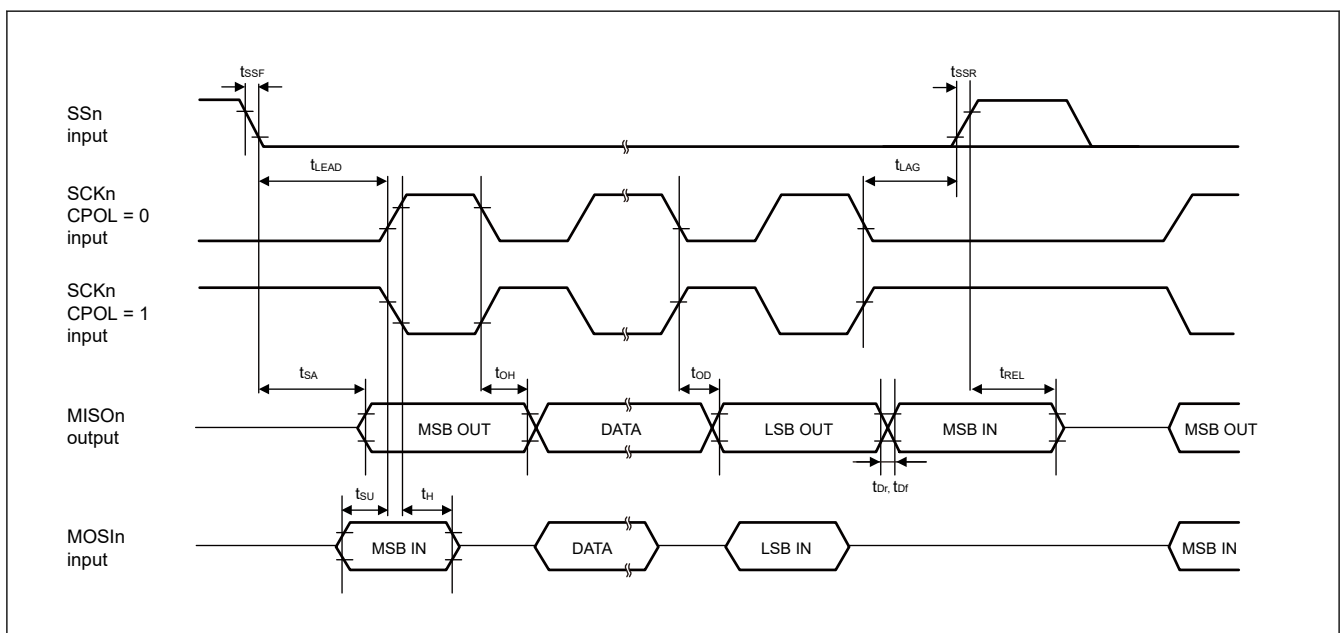 tSSF
tSSR
SSn
input
tLEAD
tLAG
SCKn
CPOL = 0
input
SCKn
CPOL = 1
input
tSA
tOH
tOD
tREL
MISOn
output
MSB OUT
DATA
LSB OUT
MSB IN
MSB OUT
tDr, tDf
tSU
tH
MOSIn
input
MSB IN
DATA
LSB IN
MSB IN